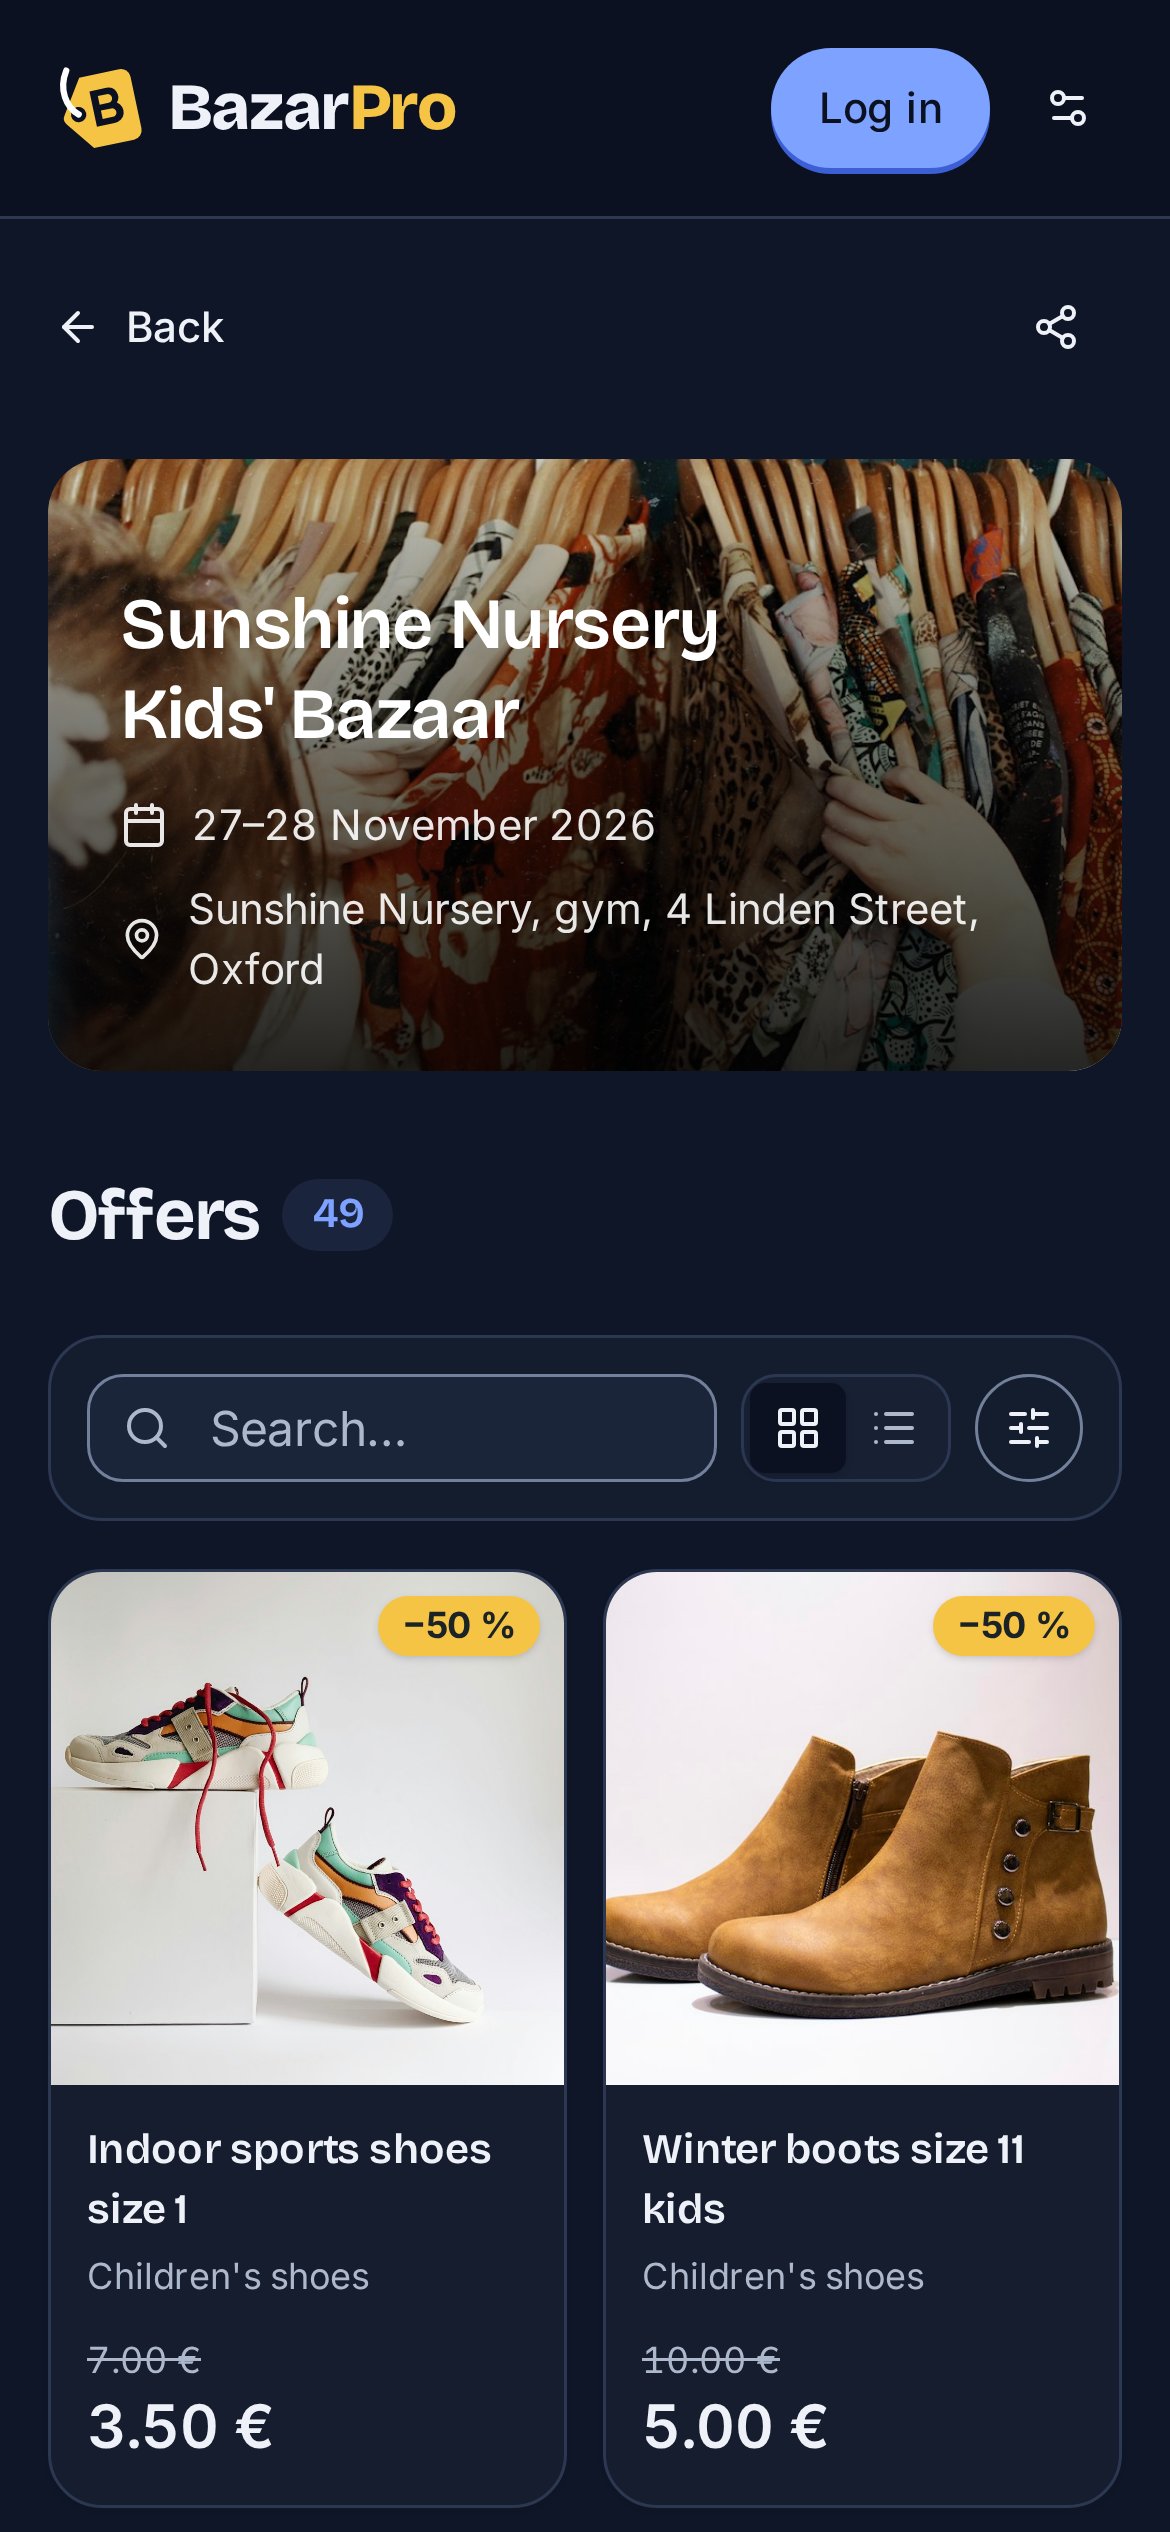 B BazarPro
Log in
Back
Sunshine Nursery
Kids' Bazaar
27–28 November 2026
Sunshine Nursery, gym, 4 Linden Street,
Oxford
Offers 49
Search...
−50 %
−50 %
Indoor sports shoes
size 1
Children's shoes
7.00 €
3.50 €
Winter boots size 11
kids
Children's shoes
10.00 €
5.00 €